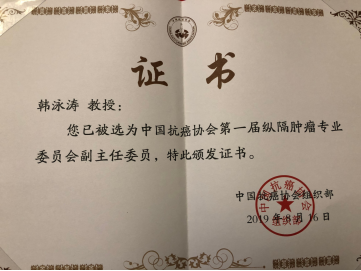 证 书
韩泳涛 教授：
您已被选为中国抗癌协会第一届纵隔肿瘤专业
委员会副主任委员，特此颁发证书。
中国抗癌协会组织部
2019年8月16日